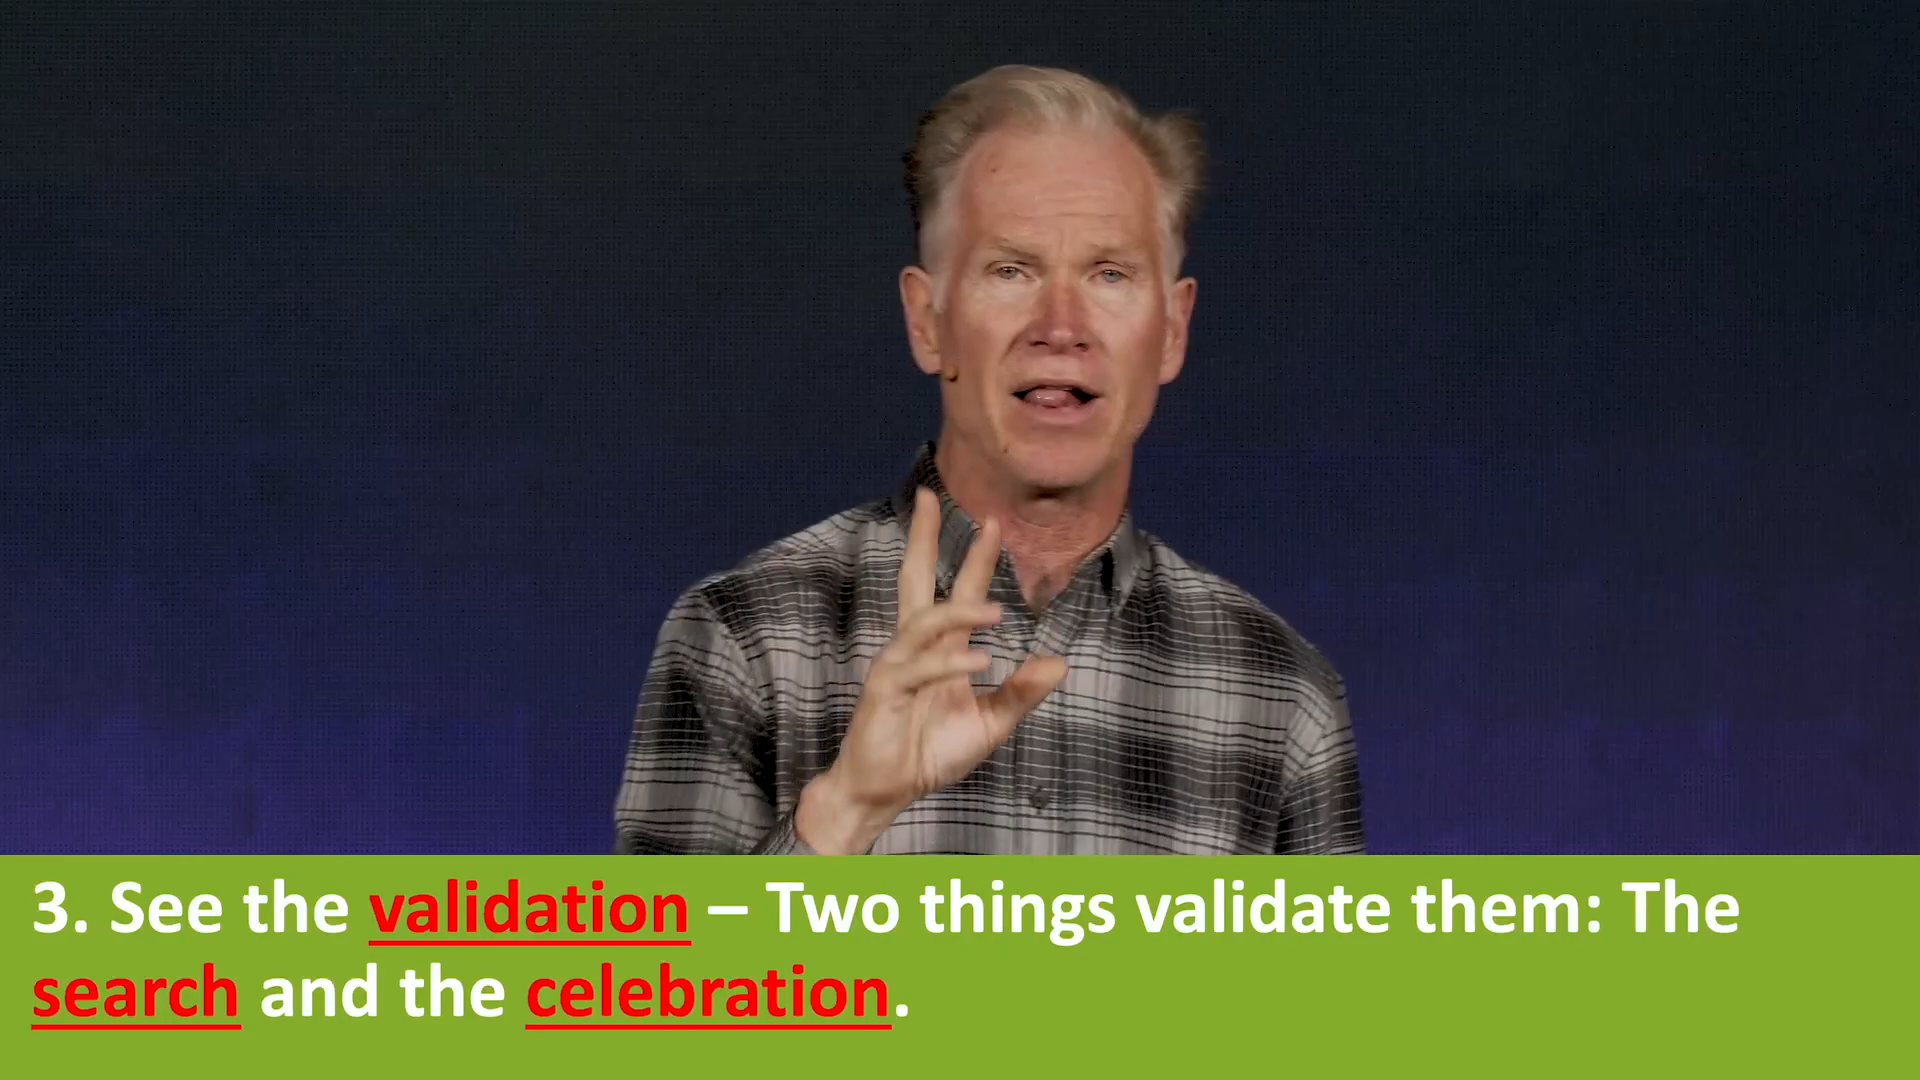 3. See the validation – Two things validate them: The
search and the celebration.